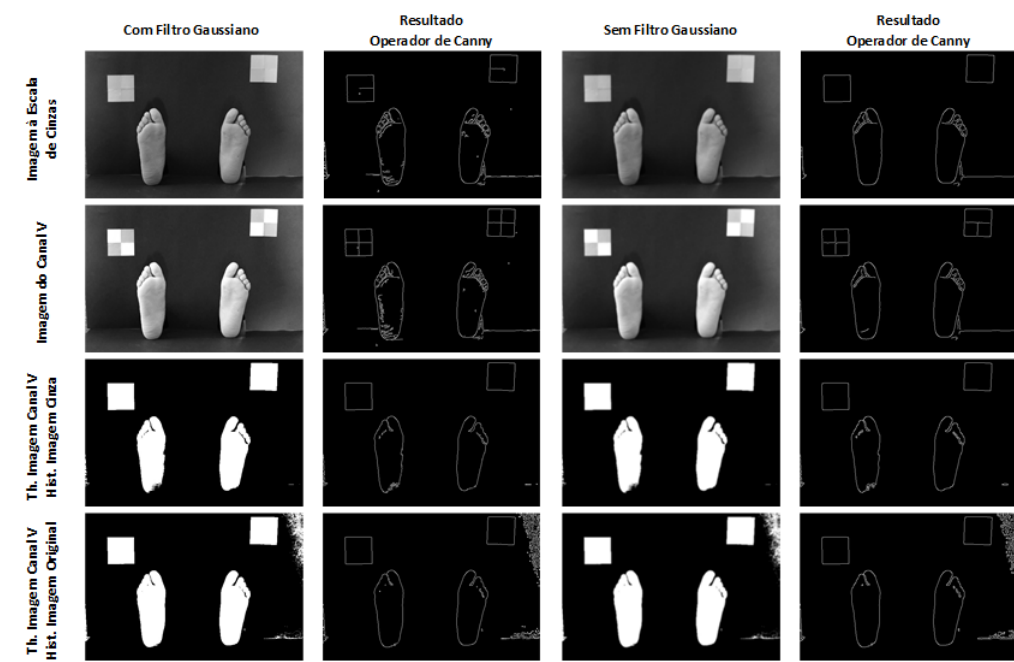 Com Filtro Gaussiano
Resultado
Operador de Canny
Sem Filtro Gaussiano
Resultado
Operador de Canny
Imagem à Escala
de Cinzas
Imagem do Canal V
Th. Imagem Canal V
Hist. Imagem Cinza
Th. Imagem Canal V
Hist. Imagem Original